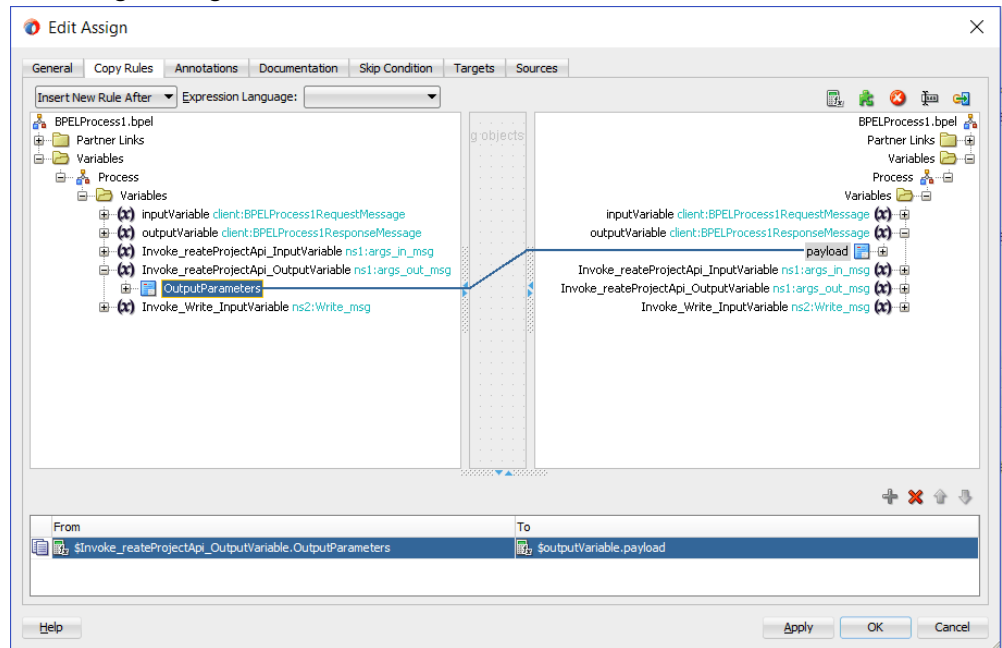 Edit Assign
General Copy Rules Annotations Documentation Skip Condition Targets Sources
Insert New Rule After Expression Language:
BPELProcess1.bpel
Partner Links
Variables
Process
Variables
inputVariable client:BPELProcess1RequestMessage
outputVariable client:BPELProcess1ResponseMessage
Invoke_reateProjectApi_InputVariable ns1:args_in_msg
Invoke_reateProjectApi_OutputVariable ns1:args_out_msg
OutputParameters
Invoke_Write_InputVariable ns2:Write_msg
g objects
BPELProcess1.bpel
Partner Links
Variables
Process
Variables
inputVariable client:BPELProcess1RequestMessage
outputVariable client:BPELProcess1ResponseMessage
payload
Invoke_reateProjectApi_InputVariable ns1:args_in_msg
Invoke_reateProjectApi_OutputVariable ns1:args_out_msg
Invoke_Write_InputVariable ns2:Write_msg
From To
$Invoke_reateProjectApi_OutputVariable.OutputParameters $outputVariable.payload
Help Apply OK Cancel